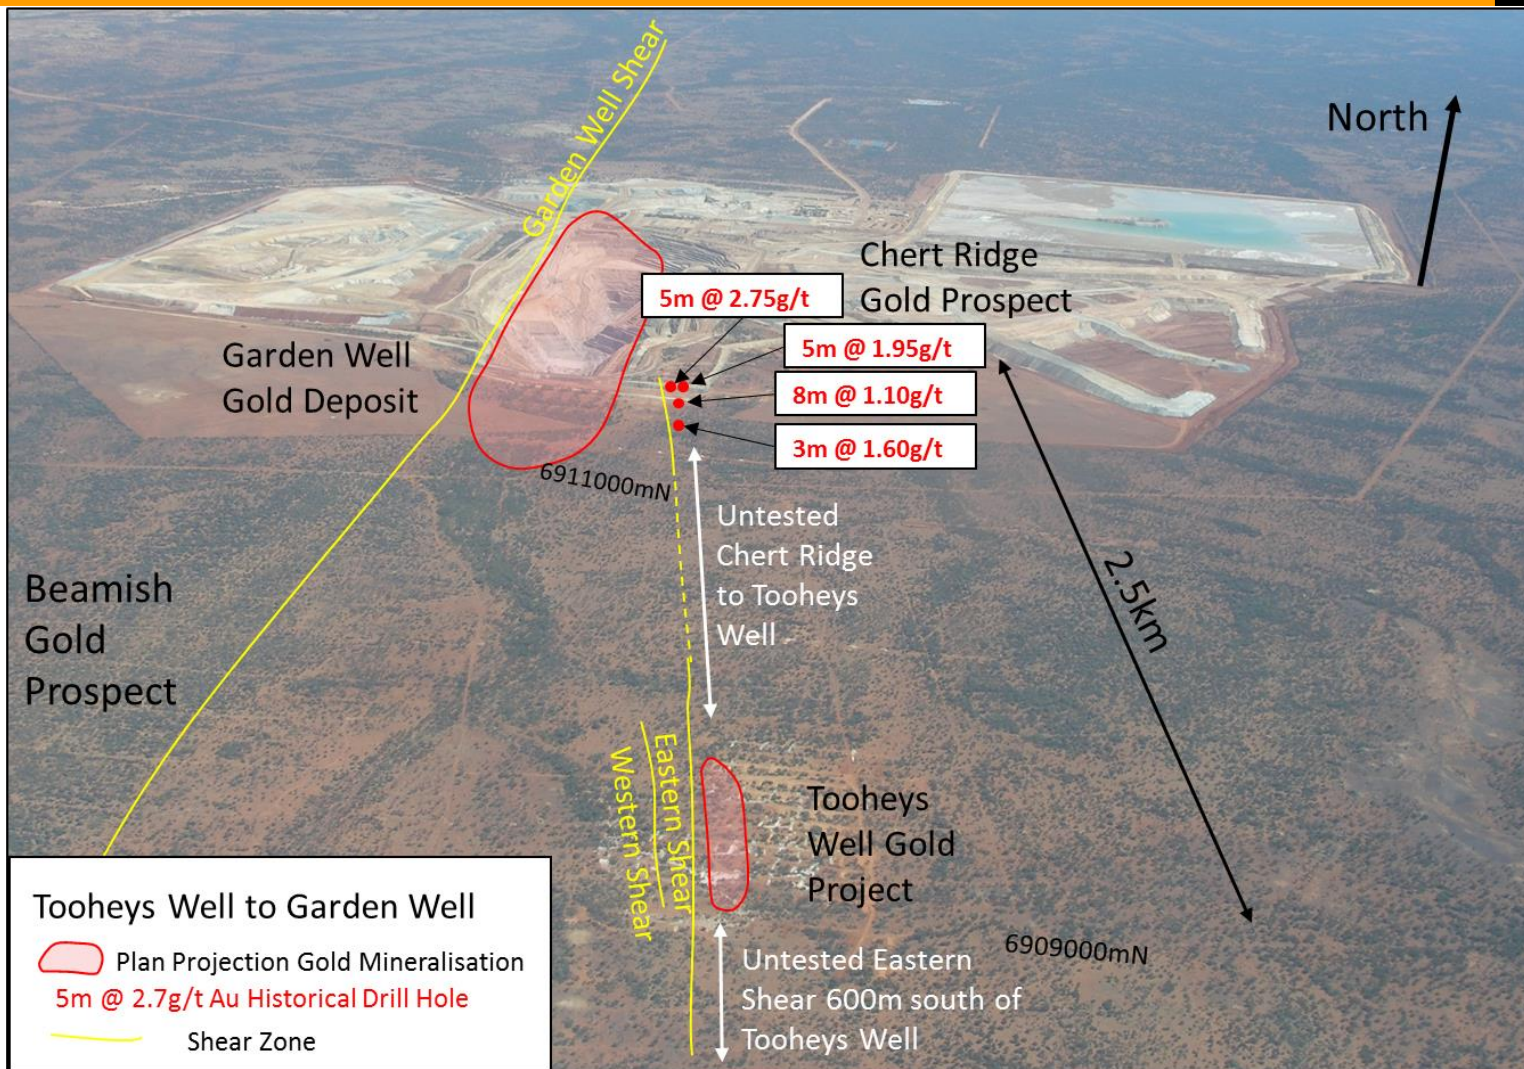 Garden Well Shear
North
Chert Ridge
Gold Prospect
5m @ 2.75g/t
5m @ 1.95g/t
8m @ 1.10g/t
3m @ 1.60g/t
Garden Well
Gold Deposit
6911000mN
Untested
Chert Ridge
to Tooheys
Well
2.5km
Beamish
Gold
Prospect
Eastern Shear
Western Shear
Tooheys
Well Gold
Project
6909000mN
Untested Eastern
Shear 600m south of
Tooheys Well
Tooheys Well to Garden Well
Plan Projection Gold Mineralisation
5m @ 2.7g/t Au Historical Drill Hole
Shear Zone